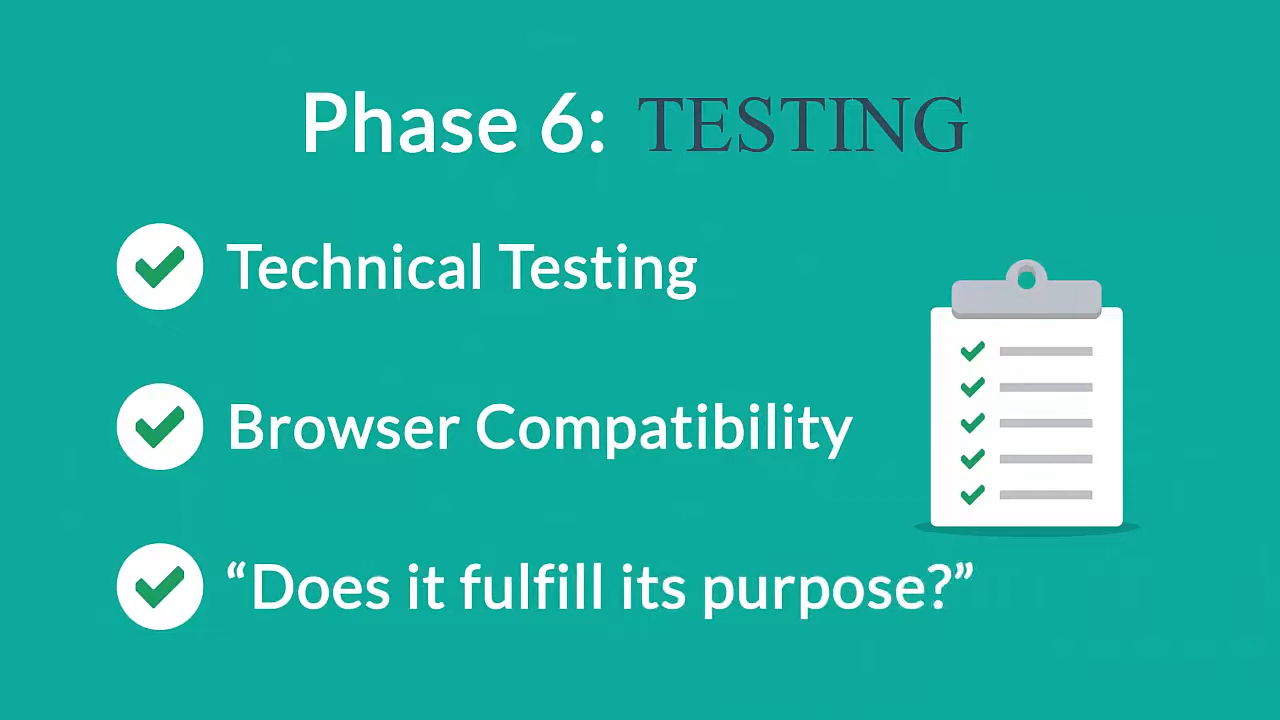 Phase 6: TESTING
Technical Testing
Browser Compatibility
“Does it fulfill its purpose?”